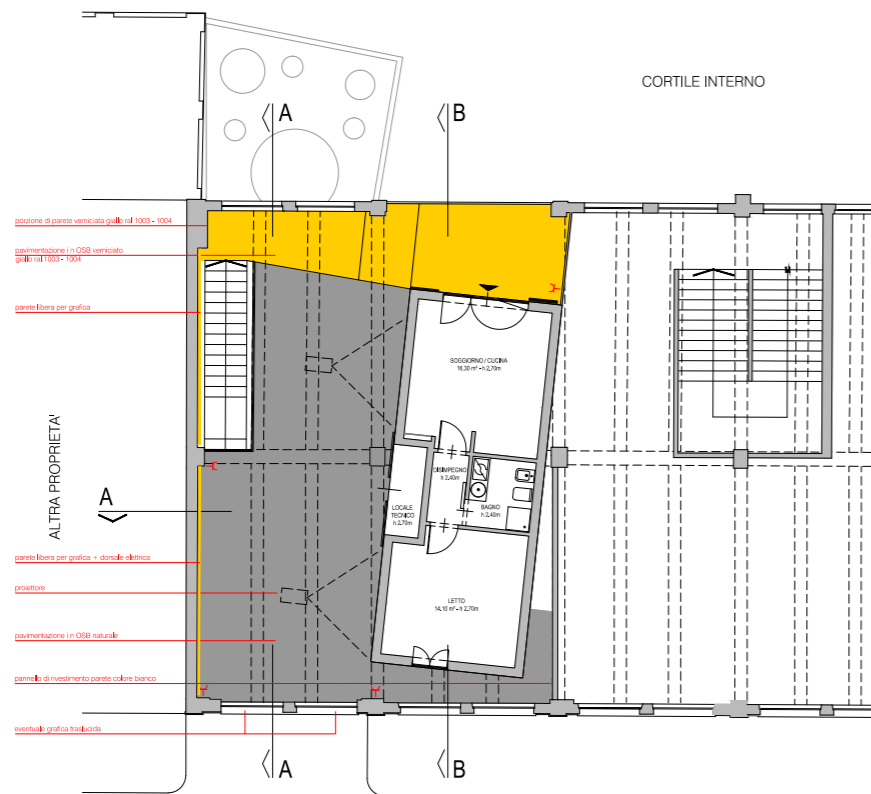 CORTILE INTERNO
A
B
porzione di parete verniciata giallo ral 1003 - 1004
pavimentazione i n OSB verniciato
giallo ral 1003 - 1004
parete libera per grafica
SOGGIORNO / CUCINA
16,30 m² - h 2,70m
ALTRA PROPRIETA'
DISIMPEGNO
h 2,40m
A
LOCALE
TECNICO
h 2,70m
BAGNO
h 2,40m
parete libera per grafica + dorsale elettrica
proiettore
LETTO
14,10 m² - h 2,70m
pavimentazione i n OSB naturale
pannello di rivestimento parete colore bianco
eventuale grafica traslucida
A
B